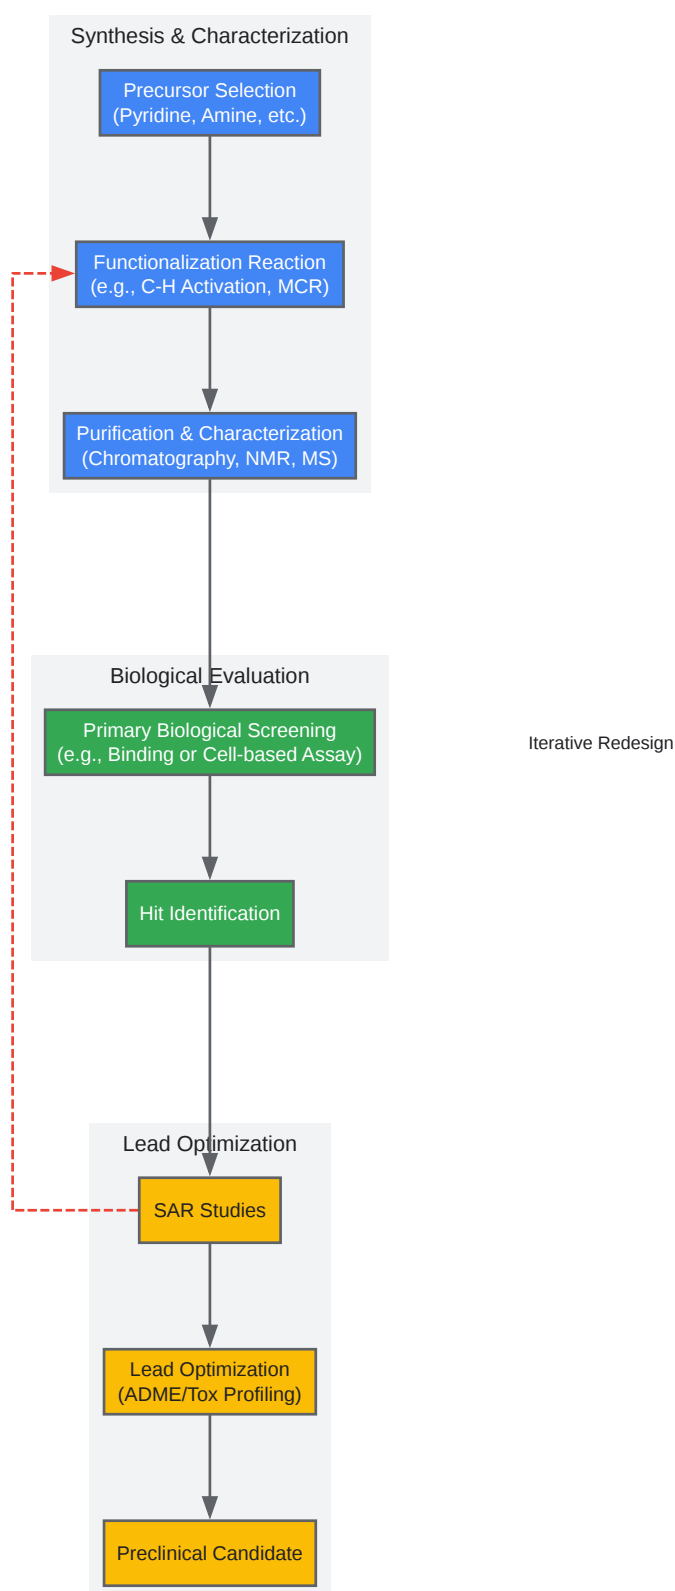 Synthesis & Characterization
Precursor Selection
(Pyridine, Amine, etc.)
Functionalization Reaction
(e.g., C-H Activation, MCR)
Purification & Characterization
(Chromatography, NMR, MS)
Biological Evaluation
Primary Biological Screening
(e.g., Binding or Cell-based Assay)
Iterative Redesign
Hit Identification
Lead Optimization
SAR Studies
Lead Optimization
(ADME/Tox Profiling)
Preclinical Candidate